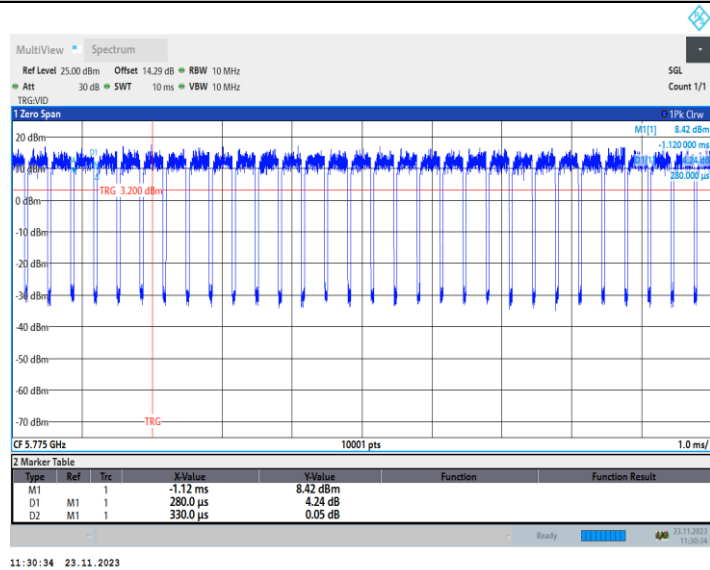 MultiView Spectrum
Ref Level 25.00 dBm Offset 14.29 dB RBW 10 MHz SGL
Att 30 dB SWT 10 ms VBW 10 MHz Count 1/1
TRG:VID
1 Zero Span 1Pk Clrw
M1[1] 8.42 dBm
-1.120 000 ms
280.000 µs
20 dBm
D1
TRG 3.200 dBm
0 dBm
-10 dBm
-20 dBm
-30 dBm
-40 dBm
-50 dBm
-60 dBm
-70 dBm
TRG
CF 5.775 GHz 10001 pts 1.0 ms/
2 Marker Table
Type Ref Trc X-Value Y-Value Function Function Result
M1 1 -1.12 ms 8.42 dBm
D1 M1 1 280.0 µs 4.24 dB
D2 M1 1 330.0 µs 0.05 dB
Ready 23.11.2023
11:30:34
11:30:34 23.11.2023